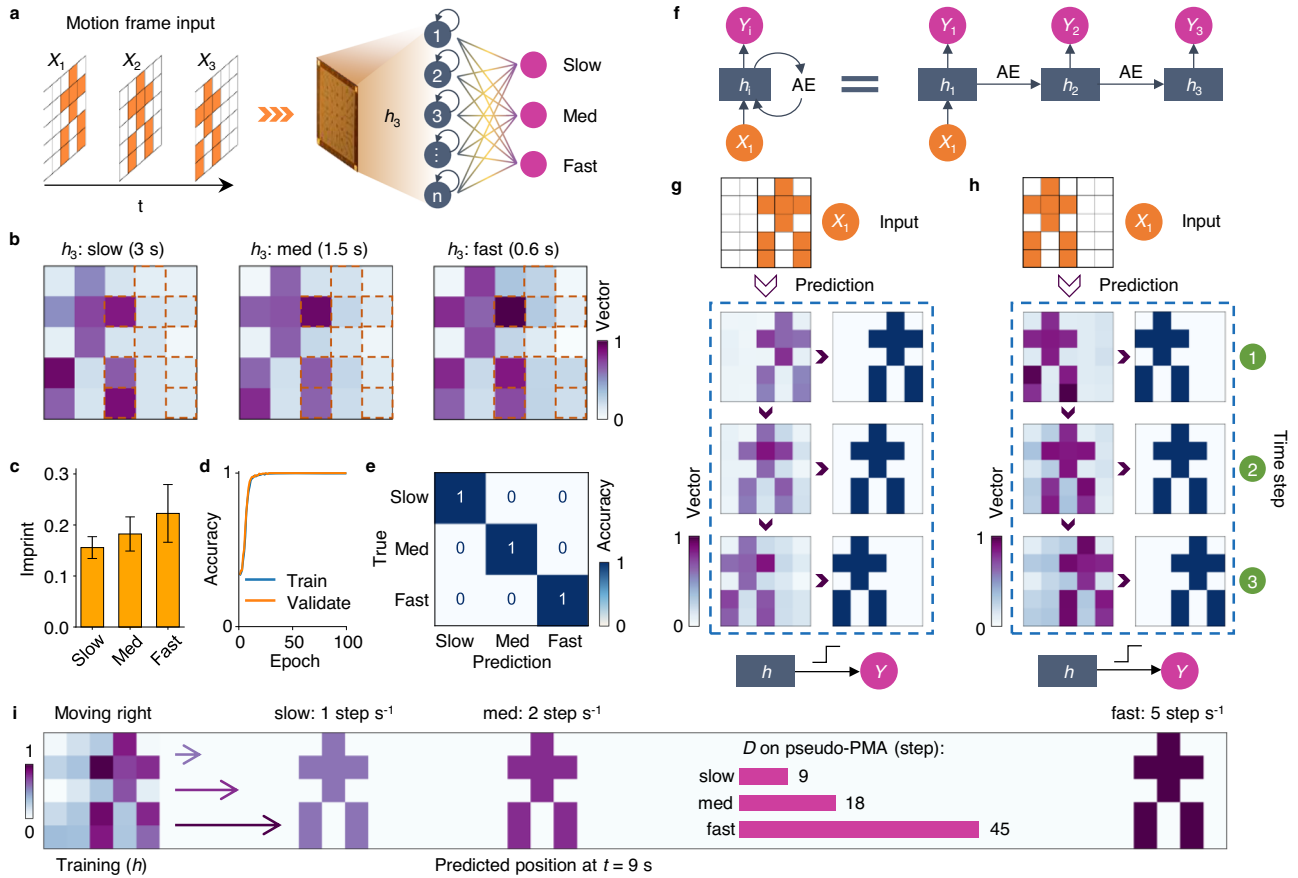 a
Motion frame input
X1 X2 X3
t
h3
1
2
3
⋮
n
Slow
Med
Fast
b
h3: slow (3 s)
h3: med (1.5 s)
h3: fast (0.6 s)
Vector
1
0
c
Imprint
0.3
0.2
0.1
0.0
Slow Med Fast
d
Accuracy
1
0
Train
Validate
0 50 100
Epoch
e
True
Slow 1 0 0
Med 0 1 0
Fast 0 0 1
Slow Med Fast
Prediction
Accuracy
1
0
f
Yi
hi
AE
X1
=
Y1 Y2 Y3
h1 AE h2 AE h3
X1
g
X1 Input
Prediction
Vector
1
0
h Y
h
X1 Input
Prediction
1
2
3
Time step
Vector
1
0
h Y
i
Moving right
slow: 1 step s⁻¹
med: 2 step s⁻¹
fast: 5 step s⁻¹
1
0
D on pseudo-PMA (step):
slow 9
med 18
fast 45
Training (h)
Predicted position at t = 9 s